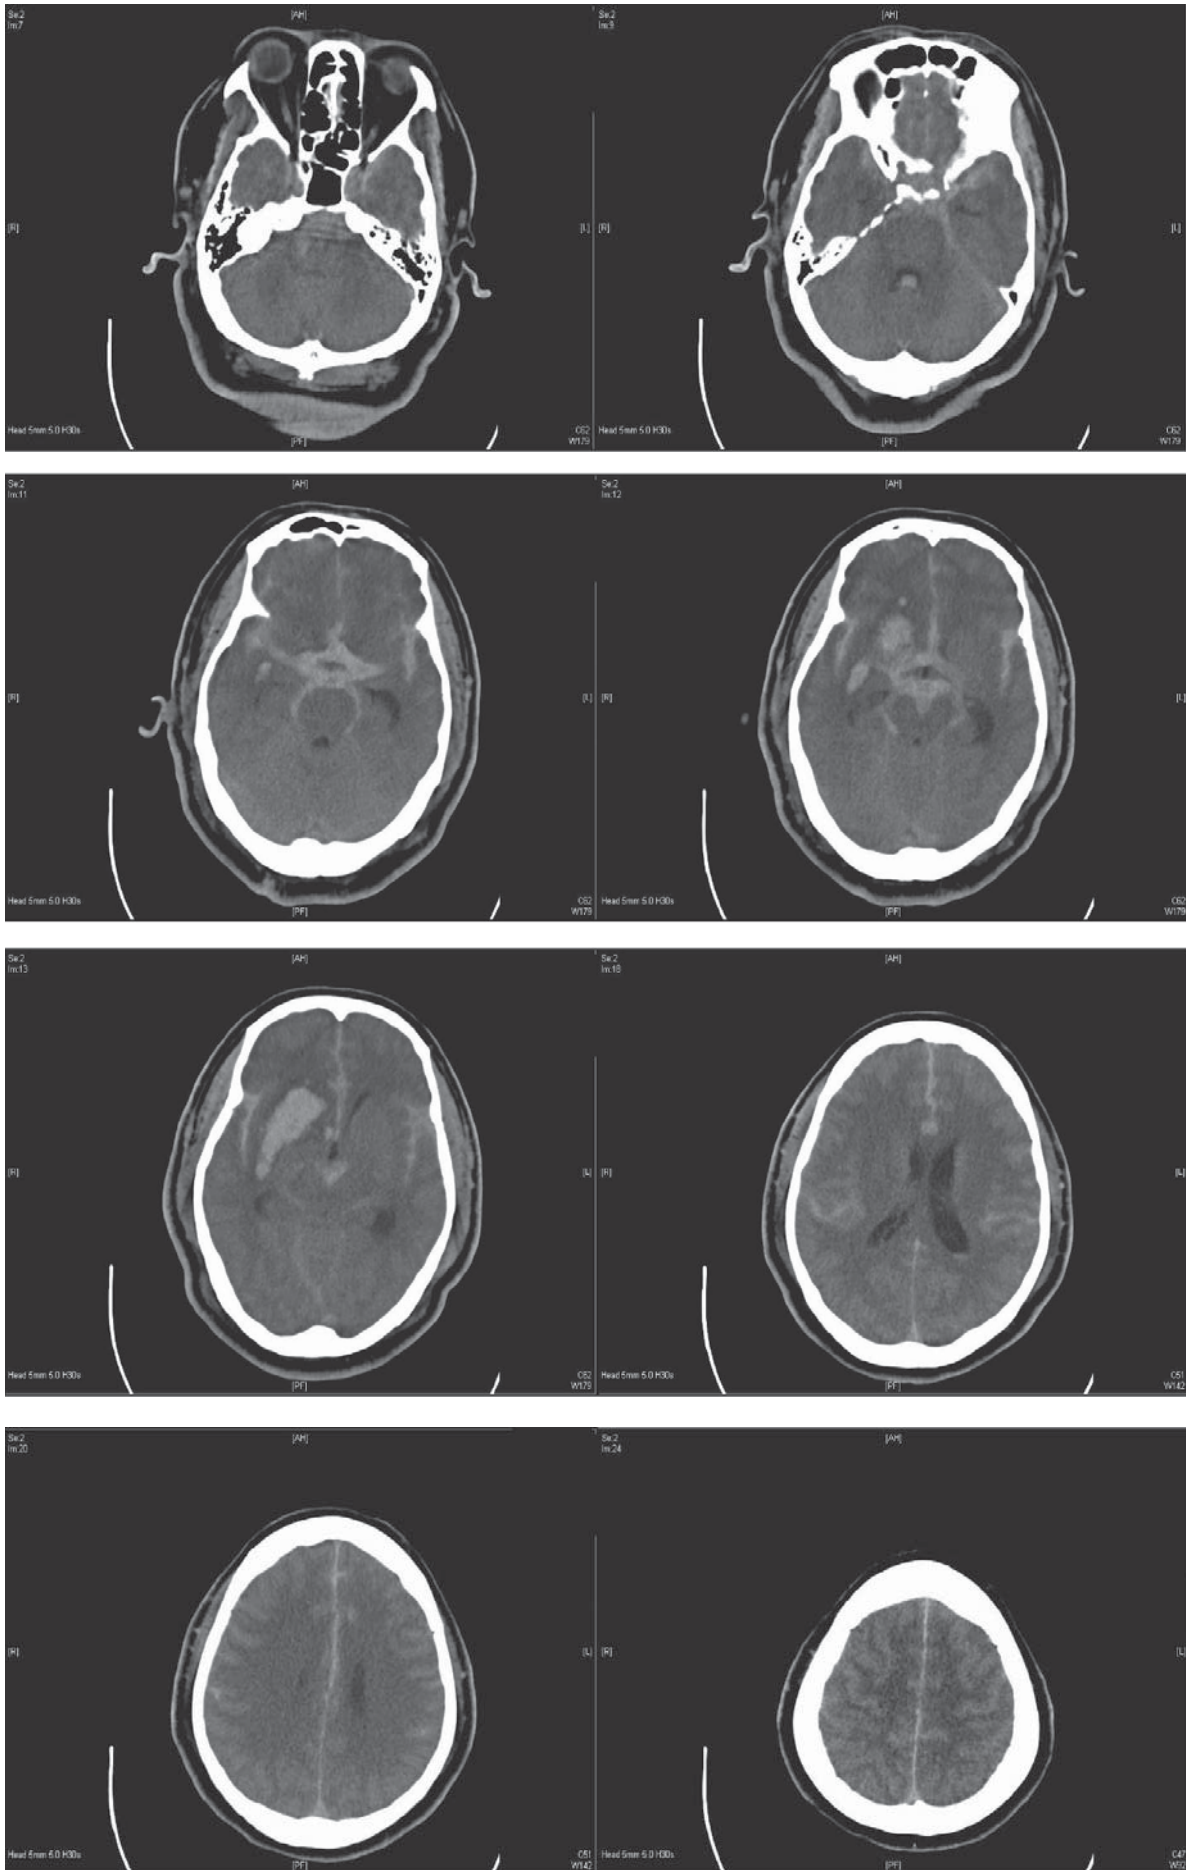 Se:2
Im:7
[AH]
[R]
[L]
Head 5mm 5.0 H30s
[PF]
C62
W179
Se:2
Im:9
[AH]
[R]
[L]
Head 5mm 5.0 H30s
[PF]
C62
W179
Se:2
Im:11
[AH]
[R]
[L]
Head 5mm 5.0 H30s
[PF]
C62
W179
Se:2
Im:12
[AH]
[R]
[L]
Head 5mm 5.0 H30s
[PF]
C62
W179
Se:2
Im:13
[AH]
[R]
[L]
Head 5mm 5.0 H30s
[PF]
C62
W179
Se:2
Im:18
[AH]
[R]
[L]
Head 5mm 5.0 H30s
[PF]
C51
W142
Se:2
Im:20
[AH]
[R]
[L]
Head 5mm 5.0 H30s
[PF]
C51
W142
Se:2
Im:24
[AH]
[R]
[L]
Head 5mm 5.0 H30s
[PF]
C47